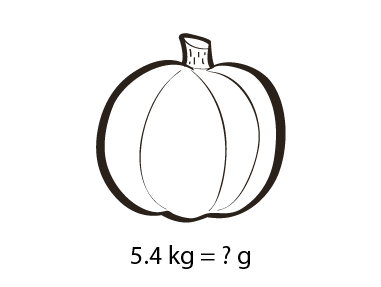 5.4 kg = ? g